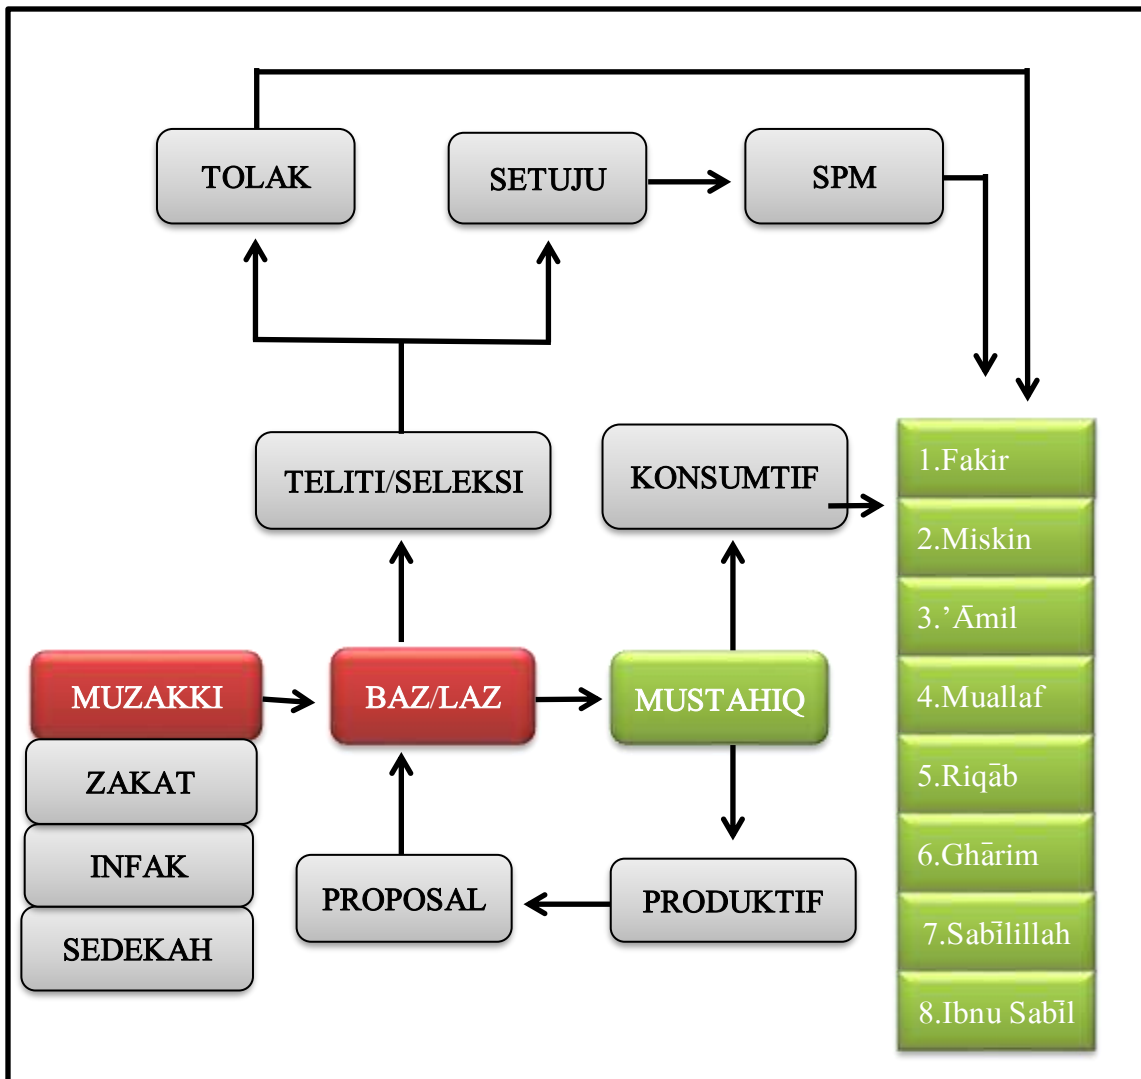 TOLAK
SETUJU
SPM
TELITI/SELEKSI
KONSUMTIF
MUZAKKI
BAZ/LAZ
MUSTAHIQ
ZAKAT
INFAK
SEDEKAH
PROPOSAL
PRODUKTIF
1.Fakir
2.Miskin
3.’Āmil
4.Muallaf
5.Riqāb
6.Ghārim
7.Sabīlillah
8.Ibnu Sabīl